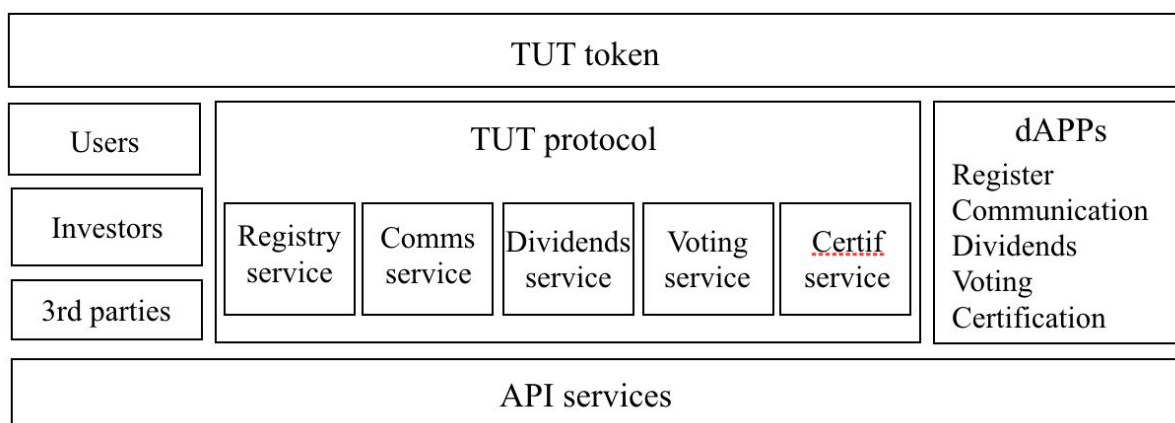 TUT token
Users
Investors
3rd parties
TUT protocol
Registry
service
Comms
service
Dividends
service
Voting
service
Certif
service
dAPPs
Register
Communication
Dividends
Voting
Certification
API services